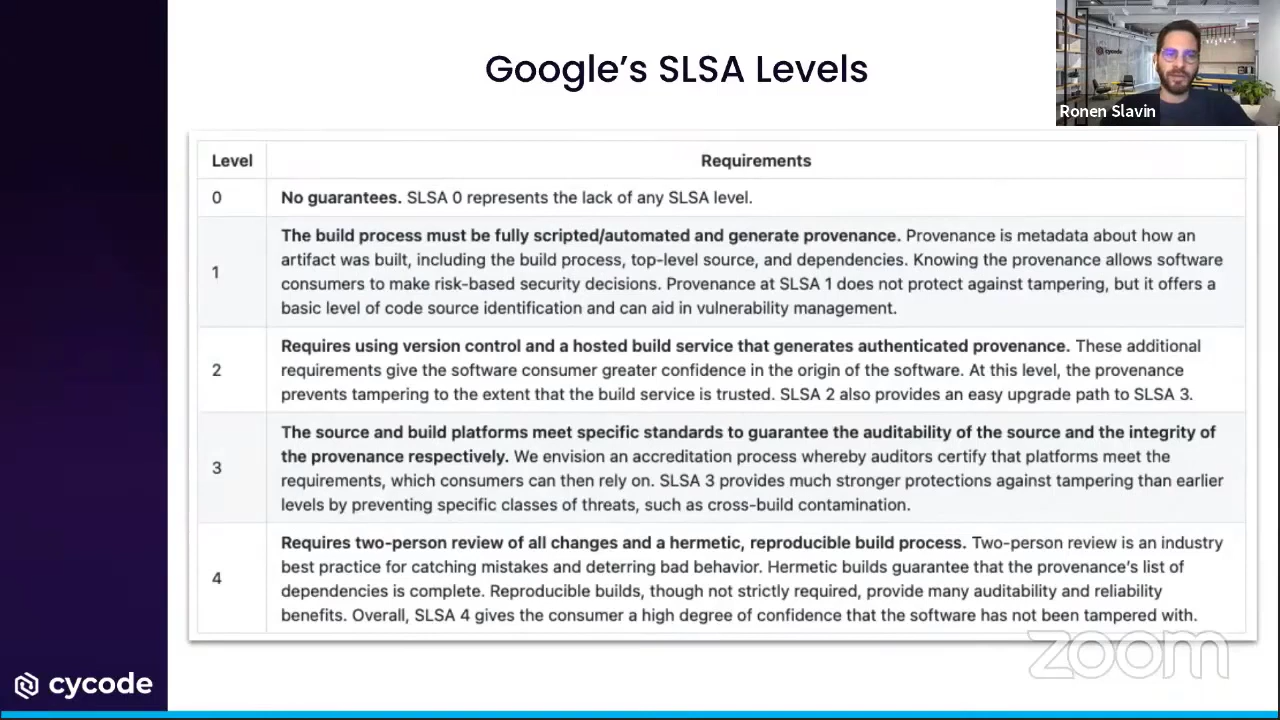 Google's SLSA Levels
cycode
Ronen Slavin
Level Requirements
0 No guarantees. SLSA 0 represents the lack of any SLSA level.
The build process must be fully scripted/automated and generate provenance. Provenance is metadata about how an
artifact was built, including the build process, top-level source, and dependencies. Knowing the provenance allows software
1
consumers to make risk-based security decisions. Provenance at SLSA 1 does not protect against tampering, but it offers a
basic level of code source identification and can aid in vulnerability management.
Requires using version control and a hosted build service that generates authenticated provenance. These additional
2 requirements give the software consumer greater confidence in the origin of the software. At this level, the provenance
prevents tampering to the extent that the build service is trusted. SLSA 2 also provides an easy upgrade path to SLSA 3.
The source and build platforms meet specific standards to guarantee the auditability of the source and the integrity of
the provenance respectively. We envision an accreditation process whereby auditors certify that platforms meet the
3
requirements, which consumers can then rely on. SLSA 3 provides much stronger protections against tampering than earlier
levels by preventing specific classes of threats, such as cross-build contamination.
Requires two-person review of all changes and a hermetic, reproducible build process. Two-person review is an industry
best practice for catching mistakes and deterring bad behavior. Hermetic builds guarantee that the provenance's list of
4
dependencies is complete. Reproducible builds, though not strictly required, provide many auditability and reliability
benefits. Overall, SLSA 4 gives the consumer a high degree of confidence that the software has not been tampered with.
zoom
cycode